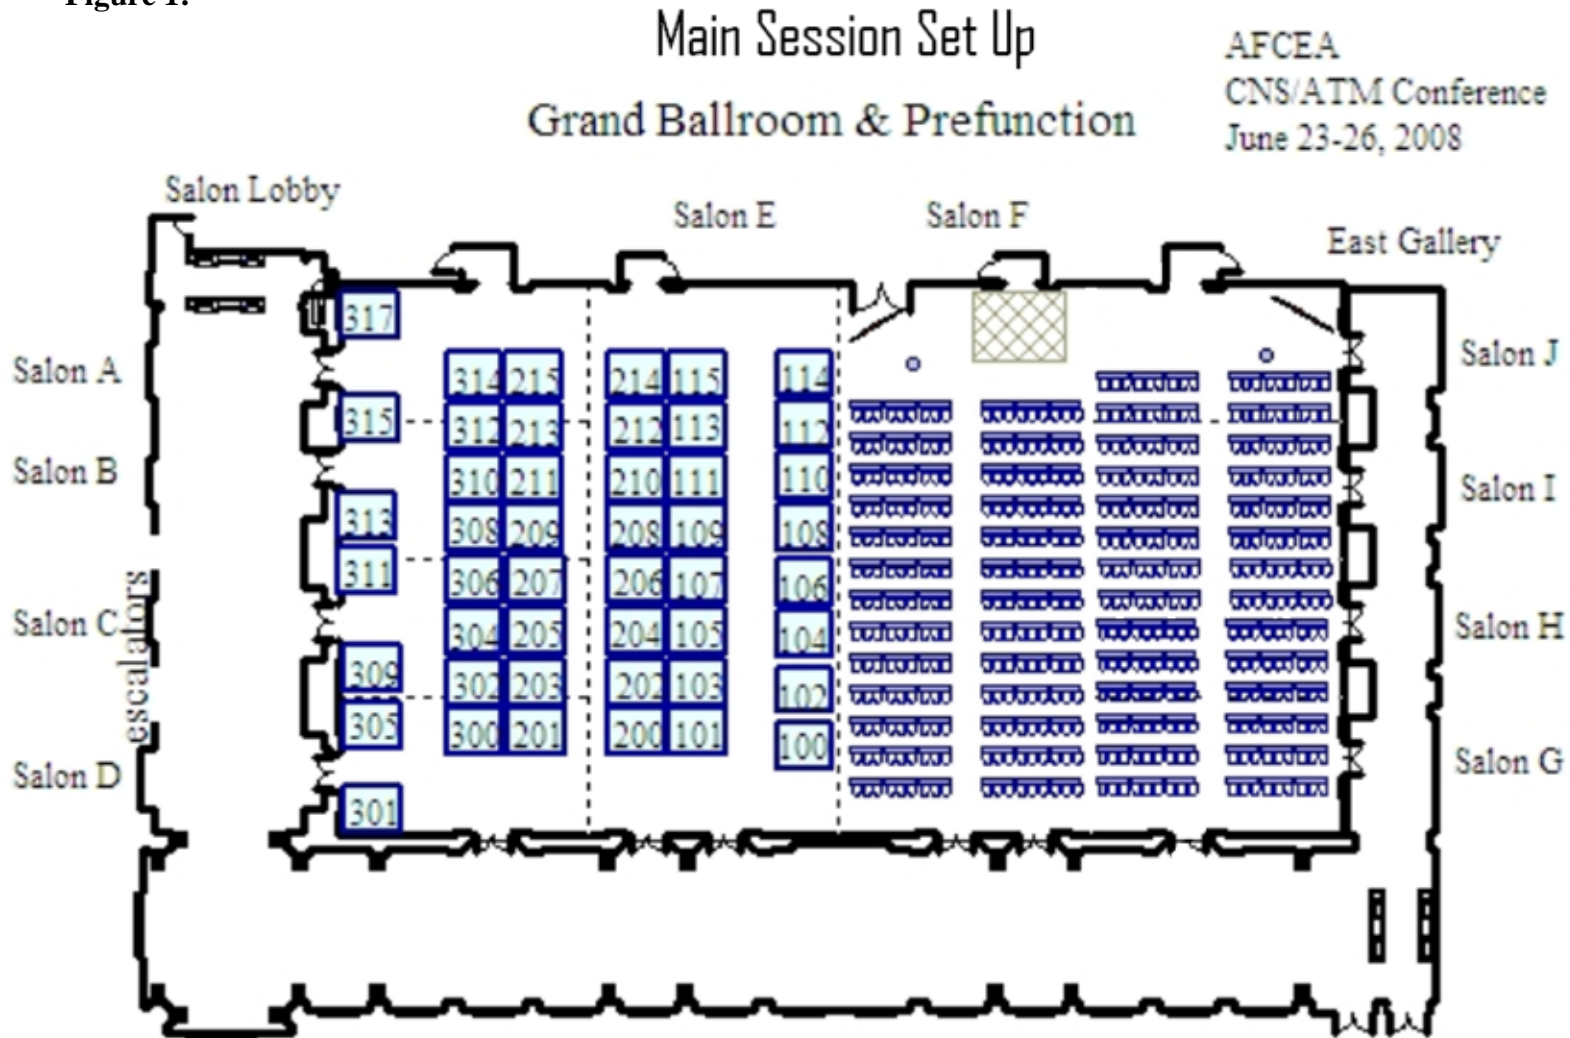 Figure 1.
Main Session Set Up
Grand Ballroom & Prefunction
AFCEA
CNS/ATM Conference
June 23-26, 2008
Salon Lobby
Salon E
Salon F
East Gallery
Salon A
Salon B
Salon C
Salon D
escalators
Salon J
Salon I
Salon H
Salon G
317
315
313
311
309
305
301
314 215
312 213
310 211
308 209
306 207
304 205
302 203
300 201
214 115
212 113
210 111
208 109
206 107
204 105
202 103
200 101
114
112
110
108
106
104
102
100